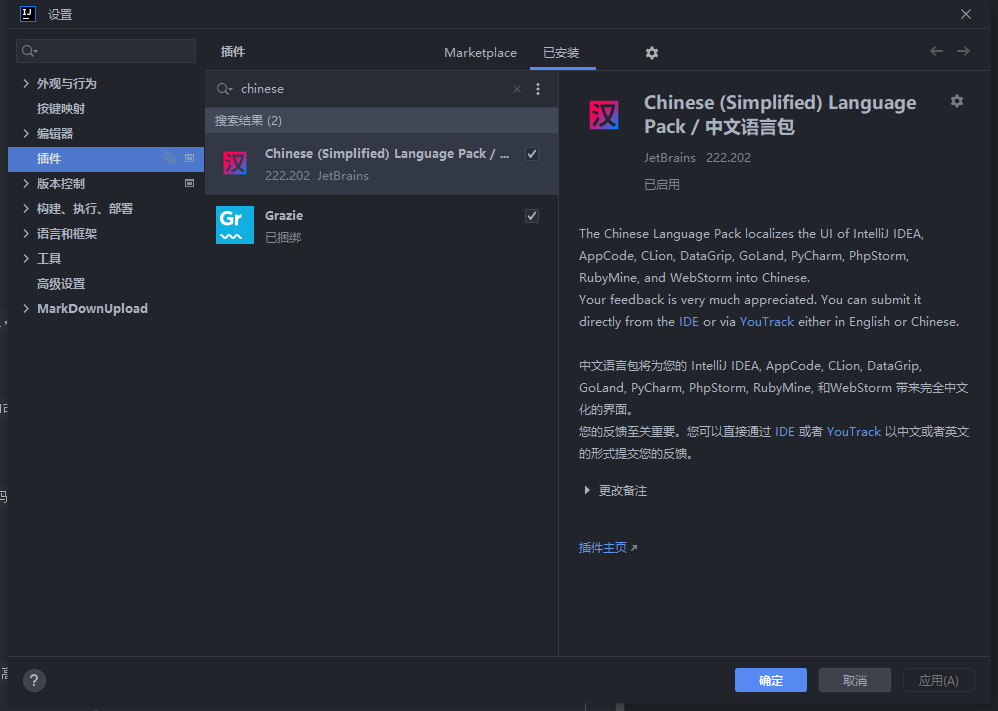 设置
插件
Marketplace
已安装
外观与行为
按键映射
编辑器
插件
版本控制
构建、执行、部署
语言和框架
工具
高级设置
MarkDownUpload
chinese
搜索结果 (2)
汉
Chinese (Simplified) Language Pack / ...
222.202 JetBrains
Gr
Grazie
已捆绑
汉
Chinese (Simplified) Language
Pack / 中文语言包
JetBrains 222.202
已启用
The Chinese Language Pack localizes the UI of IntelliJ IDEA,
AppCode, CLion, DataGrip, GoLand, PyCharm, PhpStorm,
RubyMine, and WebStorm into Chinese.
Your feedback is very much appreciated. You can submit it
directly from the IDE or via YouTrack either in English or Chinese.
中文语言包将为您的 IntelliJ IDEA, AppCode, CLion, DataGrip,
GoLand, PyCharm, PhpStorm, RubyMine, 和WebStorm 带来完全中文
化的界面。
您的反馈至关重要。您可以直接通过 IDE 或者 YouTrack 以中文或者英文
的形式提交您的反馈。
更改备注
插件主页
?
确定
取消
应用(A)